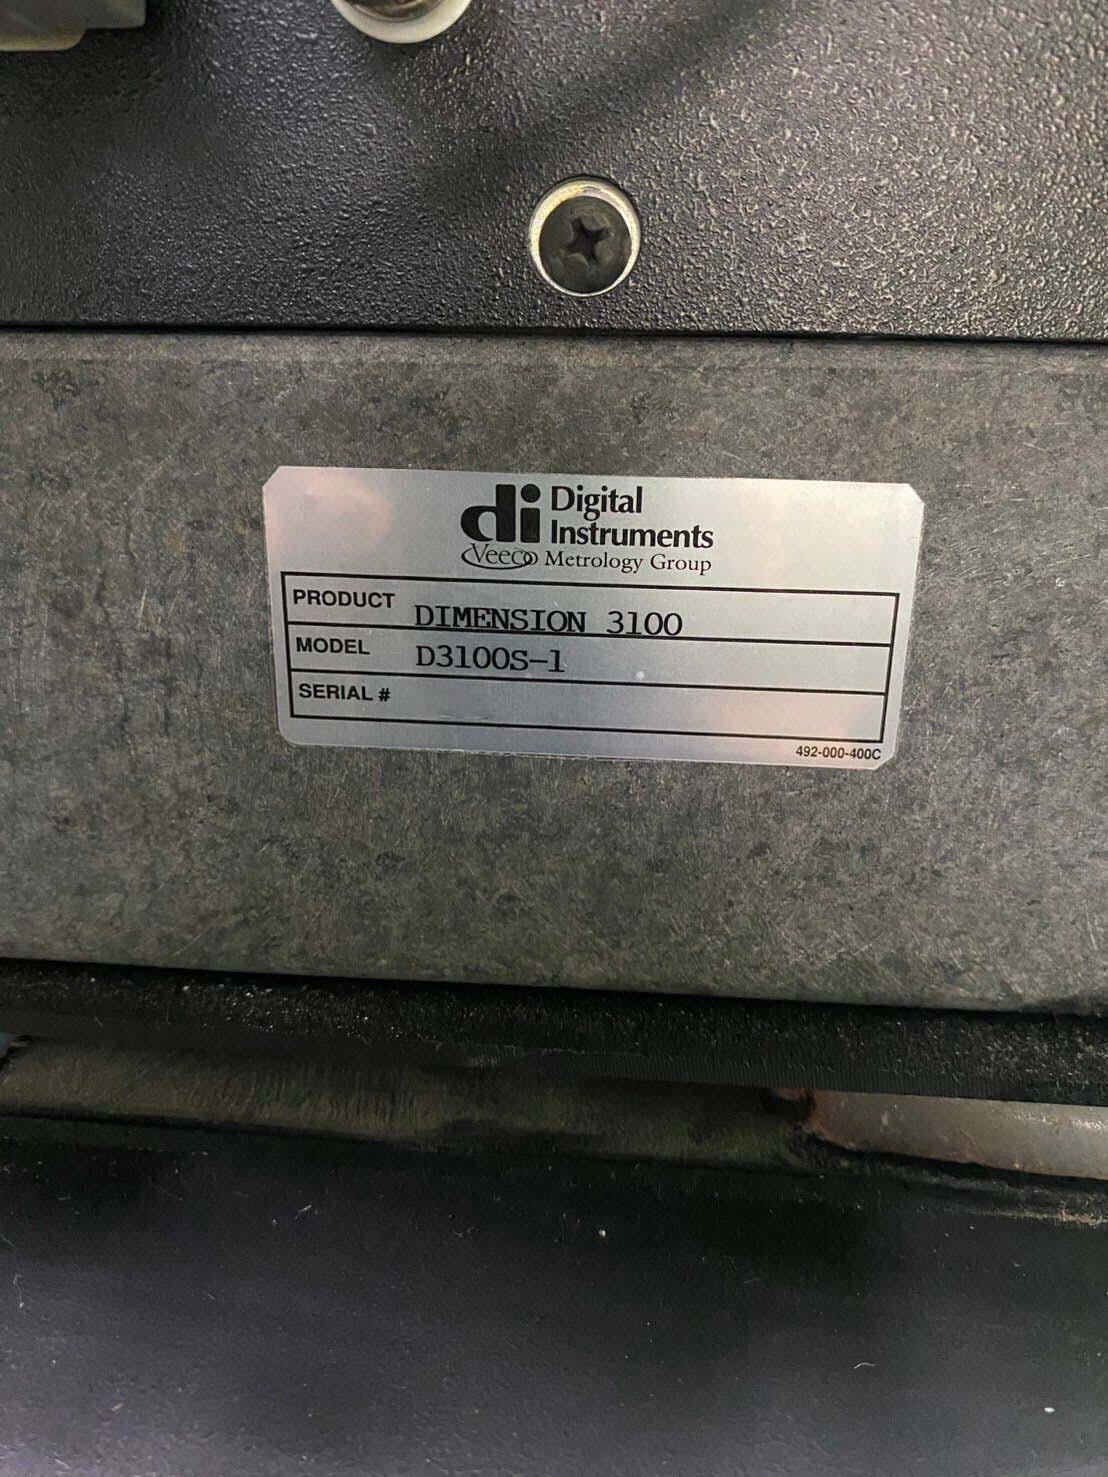 di Digital
Instruments
Veeco Metrology Group
PRODUCT DIMENSION 3100
MODEL D3100S-1
SERIAL #
492-000-400C